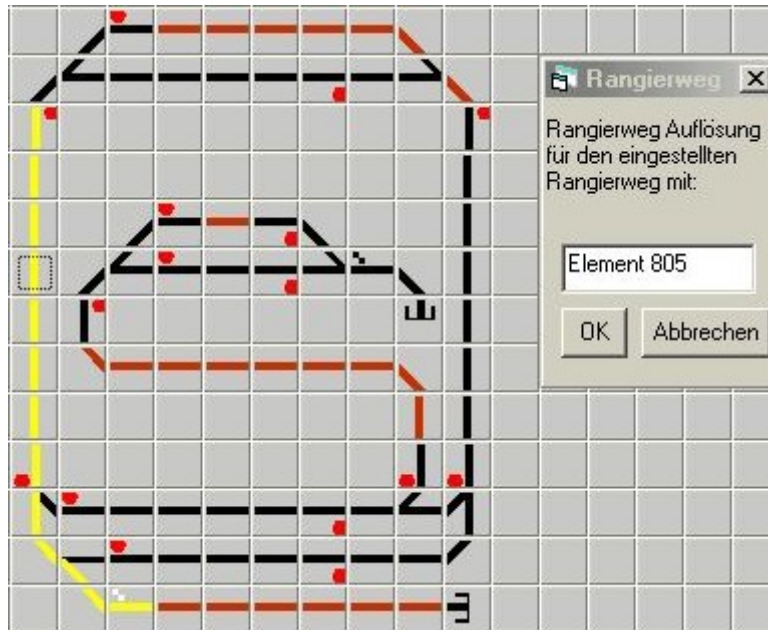 Rangierweg
Rangierweg Auflösung
für den eingestellten
Rangierweg mit:
Element 805
OK
Abbrechen